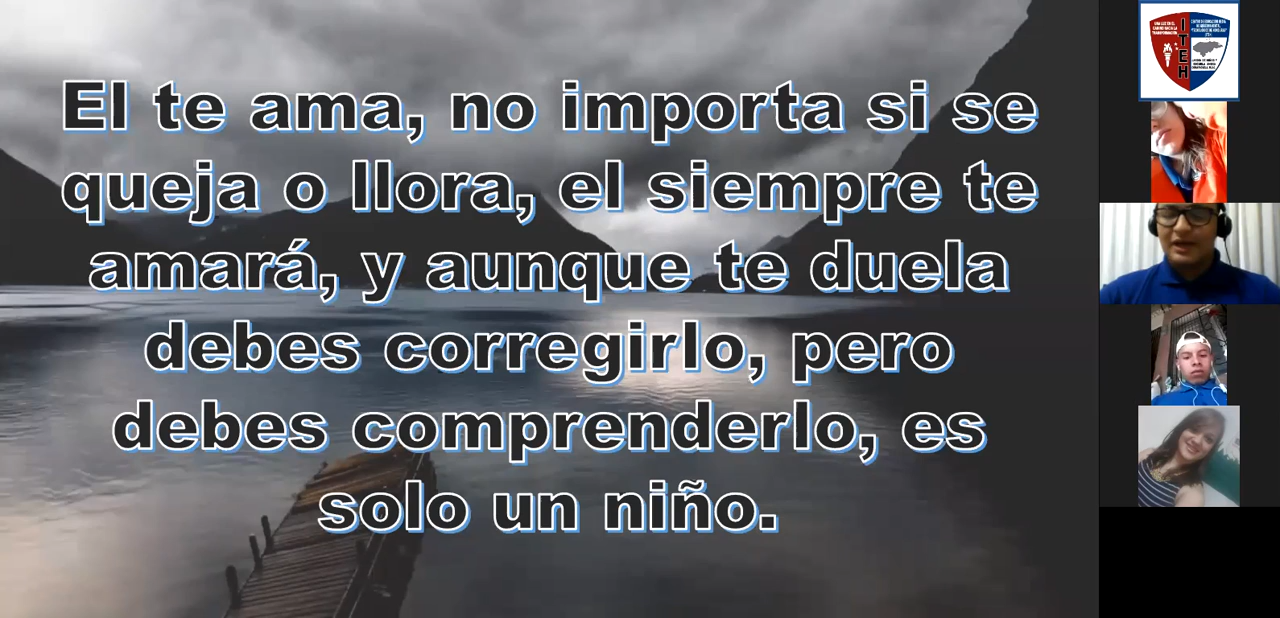 El te ama, no importa si se
queja o llora, el siempre te
amará, y aunque te duela
debes corregirlo, pero
debes comprenderlo, es
solo un niño.
ITEH